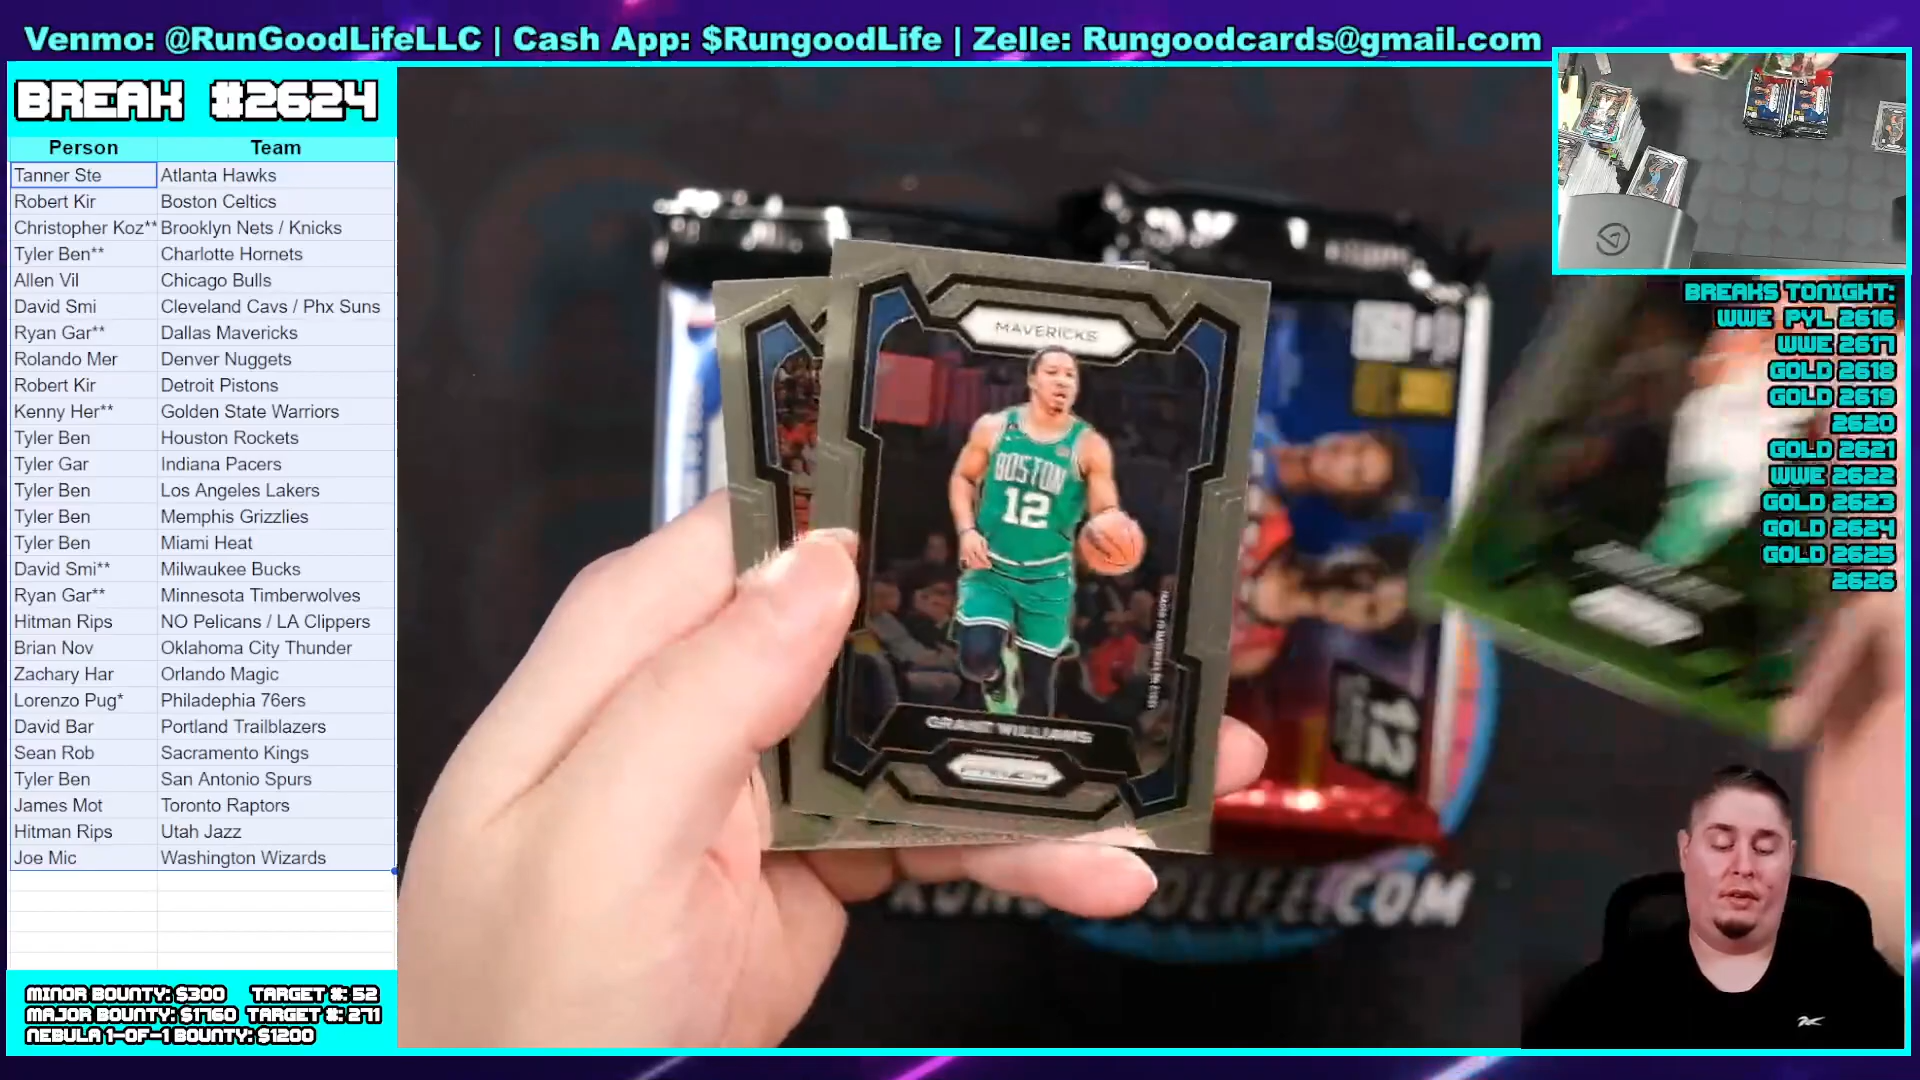 Venmo: @RunGoodLifeLLC | Cash App: $RungoodLife | Zelle: Rungoodcards@gmail.com
BREAK #2624
Person Team
Tanner Ste Atlanta Hawks
Robert Kir Boston Celtics
Christopher Koz** Brooklyn Nets / Knicks
Tyler Ben** Charlotte Hornets
Allen Vil Chicago Bulls
David Smi Cleveland Cavs / Phx Suns
Ryan Gar** Dallas Mavericks
Rolando Mer Denver Nuggets
Robert Kir Detroit Pistons
Kenny Her** Golden State Warriors
Tyler Ben Houston Rockets
Tyler Gar Indiana Pacers
Tyler Ben Los Angeles Lakers
Tyler Ben Memphis Grizzlies
Tyler Ben Miami Heat
David Smi** Milwaukee Bucks
Ryan Gar** Minnesota Timberwolves
Hitman Rips NO Pelicans / LA Clippers
Brian Nov Oklahoma City Thunder
Zachary Har Orlando Magic
Lorenzo Pug* Philadephia 76ers
David Bar Portland Trailblazers
Sean Rob Sacramento Kings
Tyler Ben San Antonio Spurs
James Mot Toronto Raptors
Hitman Rips Utah Jazz
Joe Mic Washington Wizards
MINOR BOUNTY: $300 TARGET #: 52
MAJOR BOUNTY: $1760 TARGET #: 271
NEBULA 1-OF-1 BOUNTY: $1200
MAVERICKS
BOSTON
12
GRANT WILLIAMS
PRIZM
12
.COM
BREAKS TONIGHT:
WWE PYL 2616
WWE 2617
GOLD 2618
GOLD 2619
2620
GOLD 2621
WWE 2622
GOLD 2623
GOLD 2624
GOLD 2625
2626